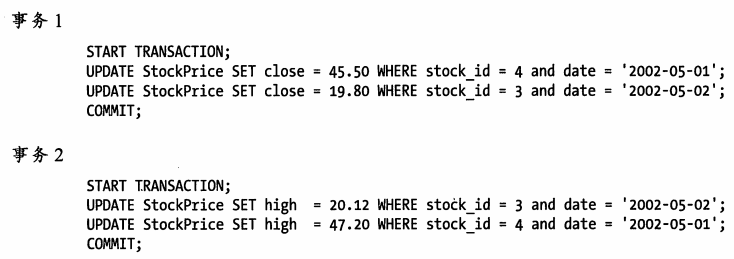 事务 1
START TRANSACTION;
UPDATE StockPrice SET close = 45.50 WHERE stock_id = 4 and date = '2002-05-01';
UPDATE StockPrice SET close = 19.80 WHERE stock_id = 3 and date = '2002-05-02';
COMMIT;
事务 2
START TRANSACTION;
UPDATE StockPrice SET high  = 20.12 WHERE stock_id = 3 and date = '2002-05-02';
UPDATE StockPrice SET high  = 47.20 WHERE stock_id = 4 and date = '2002-05-01';
COMMIT;